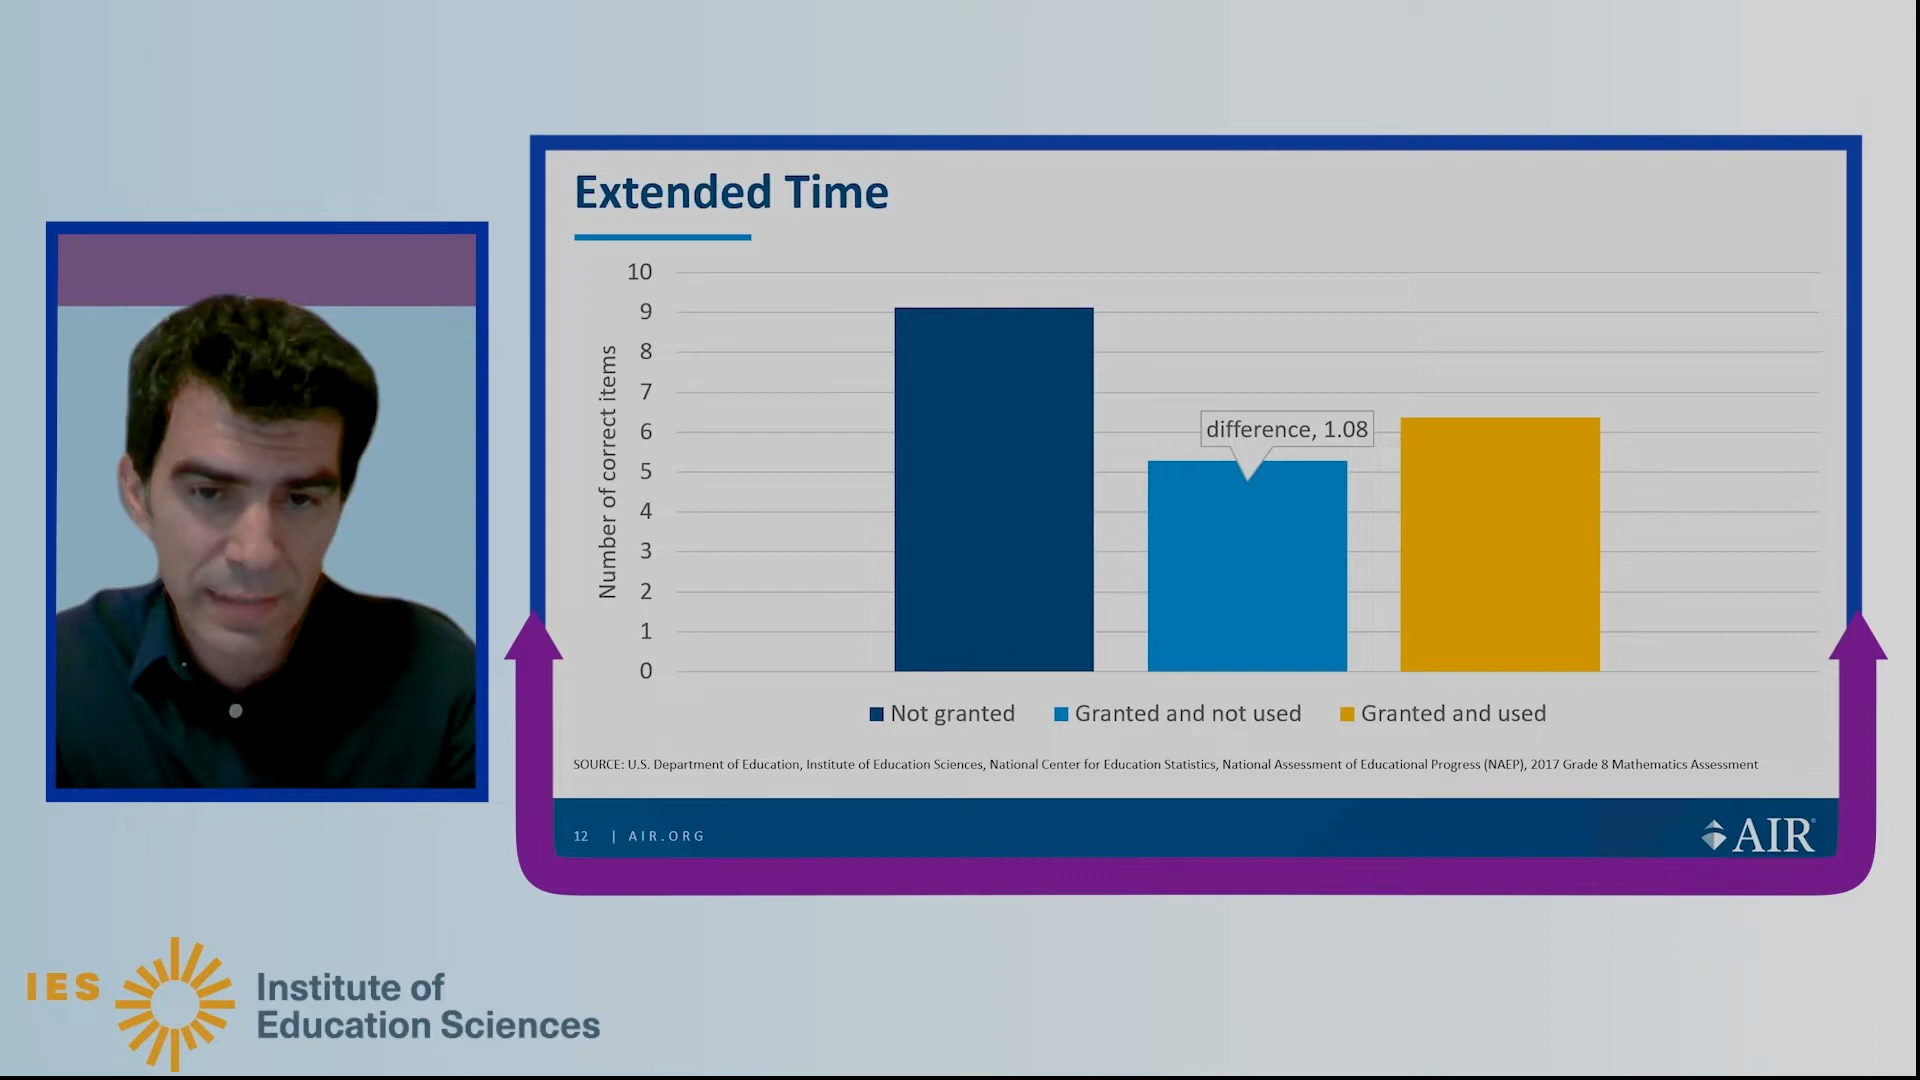 Extended Time
10
9
8
7
6
5
4
3
2
1
0
Number of correct items
difference, 1.08
Not granted
Granted and not used
Granted and used
SOURCE: U.S. Department of Education, Institute of Education Sciences, National Center for Education Statistics, National Assessment of Educational Progress (NAEP), 2017 Grade 8 Mathematics Assessment
12 | AIR.ORG
AIR
IES
Institute of
Education Sciences